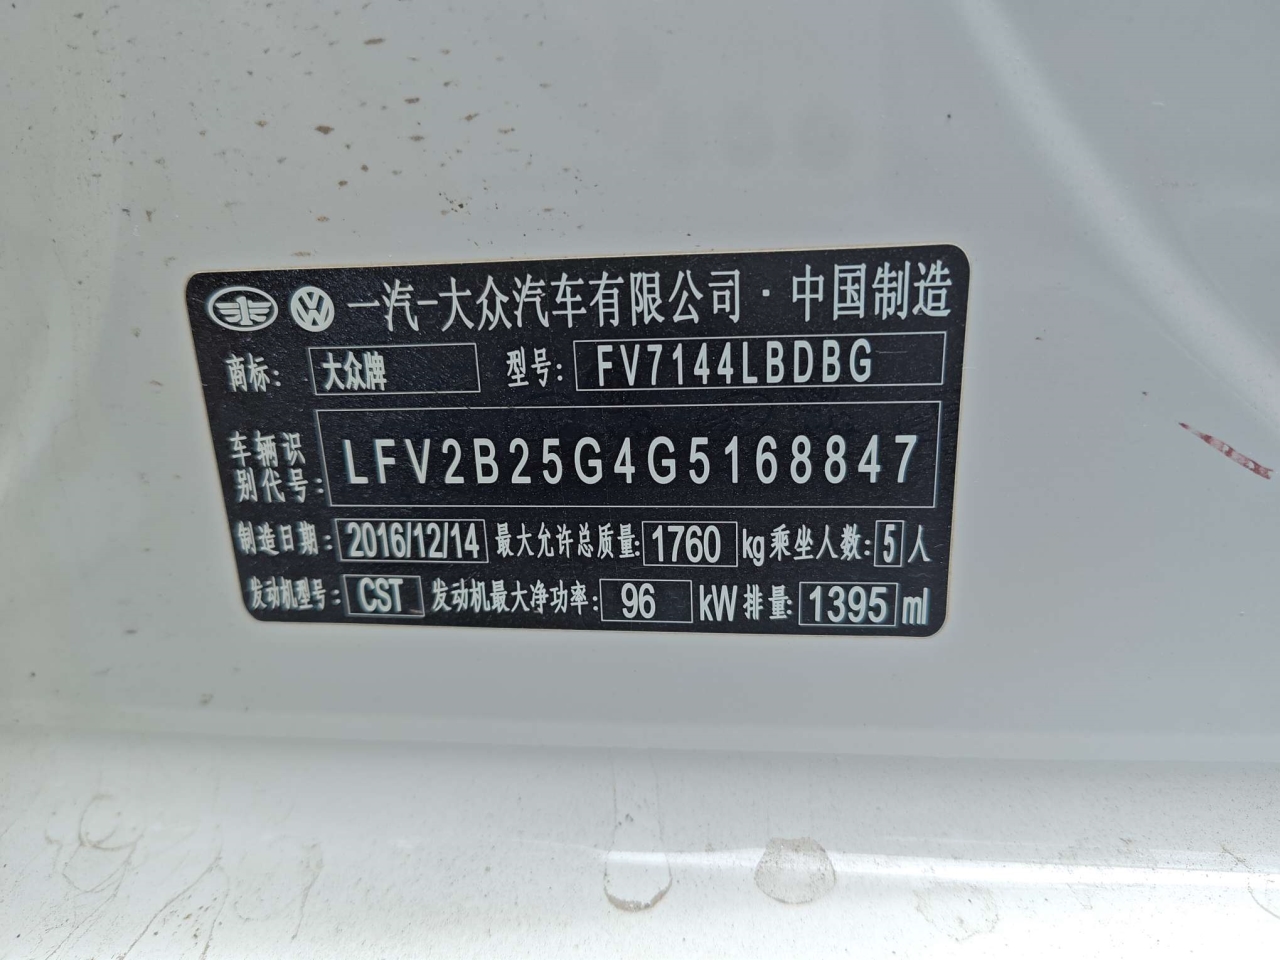 一汽-大众汽车有限公司·中国制造
商标: 大众牌 型号: FV7144LBDBG
车辆识别代号: LFV2B25G4G5168847
制造日期: 2016/12/14 最大允许总质量: 1760 kg 乘坐人数: 5 人
发动机型号: CST 发动机最大净功率: 96 kW 排量: 1395 ml